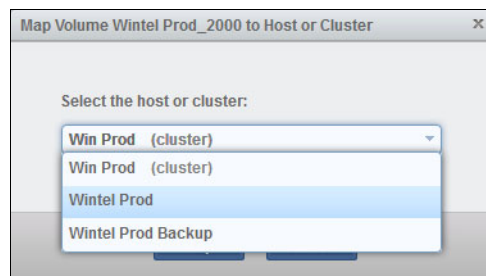 Map Volume Wintel Prod_2000 to Host or Cluster x
Select the host or cluster:
Win Prod (cluster)
Win Prod (cluster)
Wintel Prod
Wintel Prod Backup